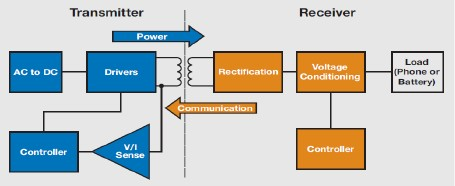 Transmitter
Receiver
Power
AC to DC
Drivers
Rectification
Voltage
Conditioning
Load
(Phone or
Battery)
Communication
Controller
V/I
Sense
Controller